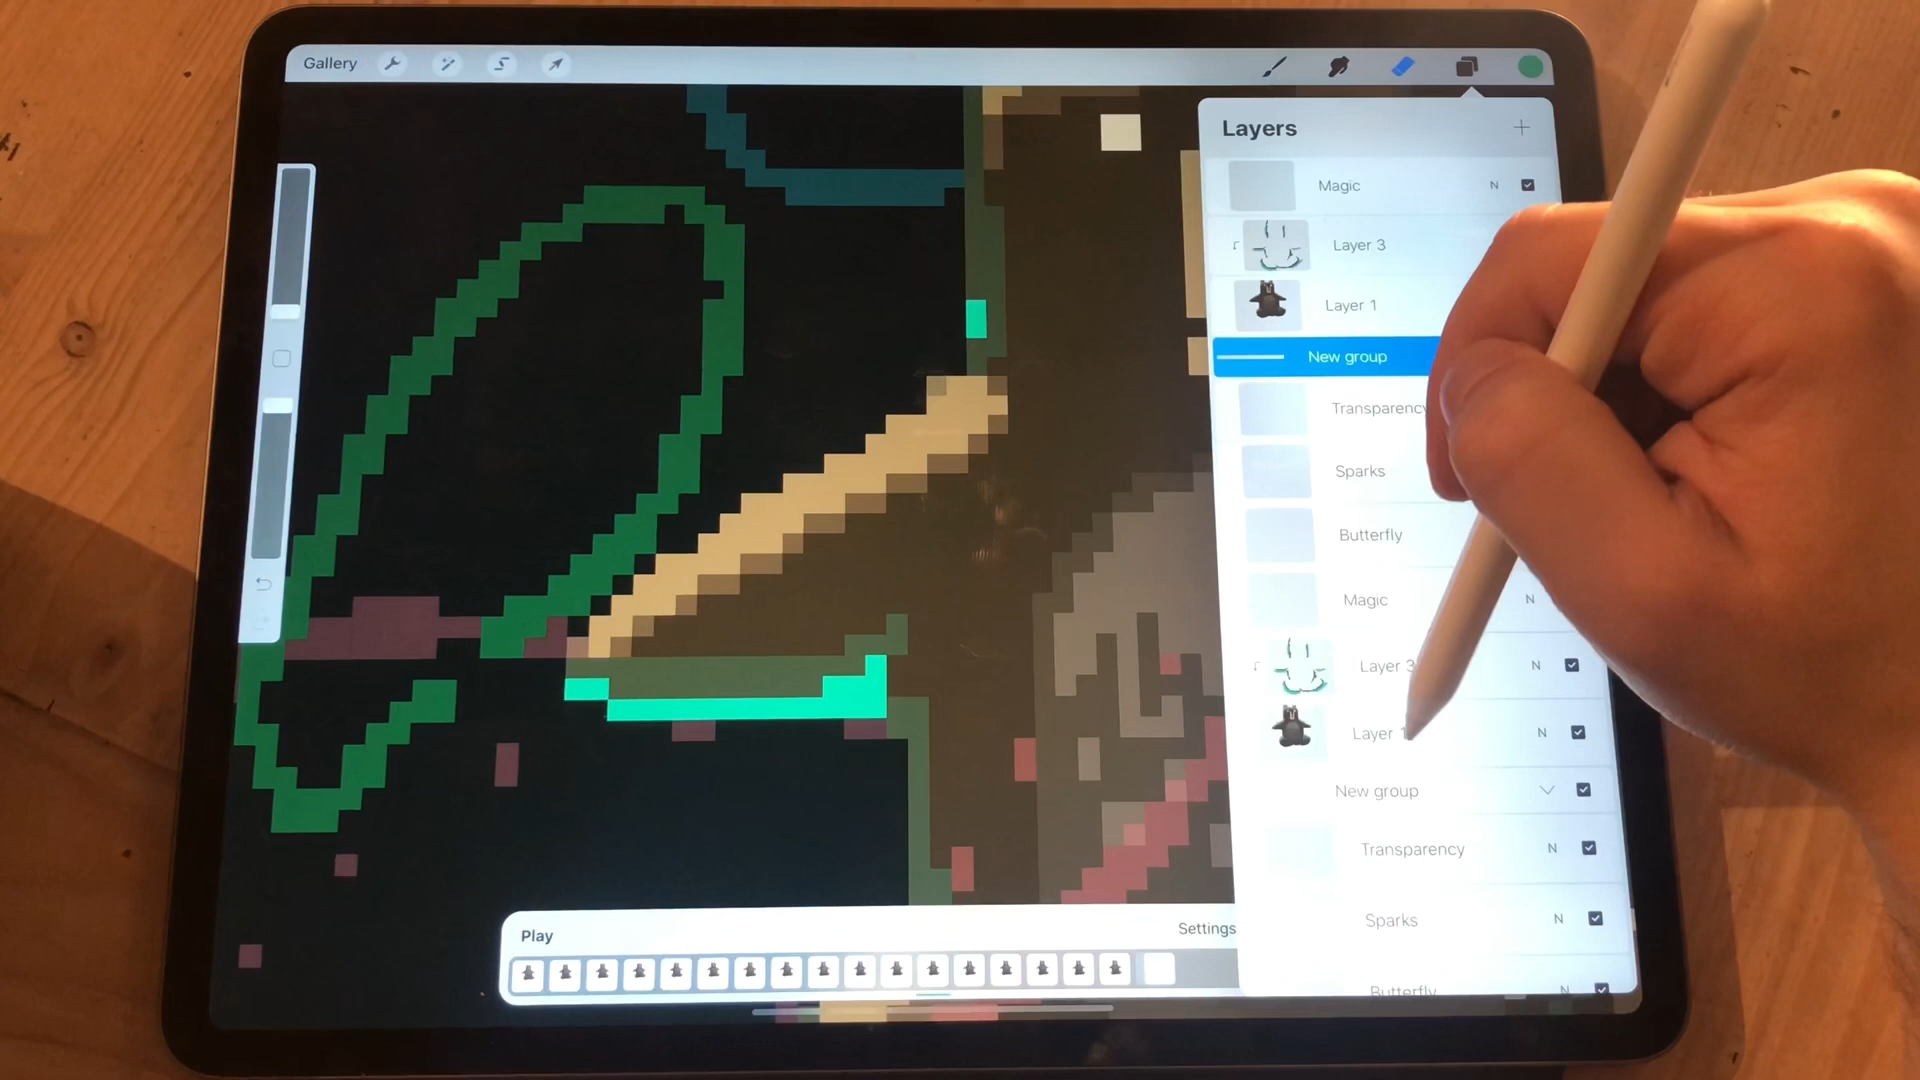 Gallery
Layers
Magic N
Layer 3
Layer 1
New group
Transparency
Sparks
Butterfly
Magic N
Layer 3 N
Layer 1 N
New group
Transparency N
Sparks N
Butterfly N
Play Settings